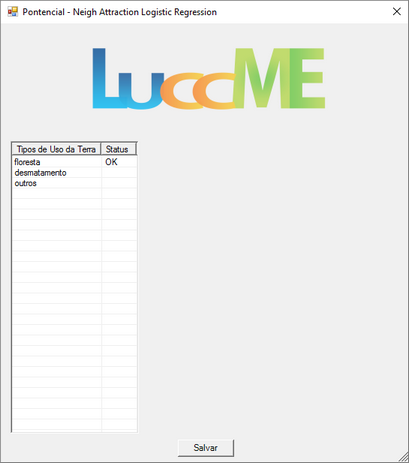 Pontencial - Neigh Attraction Logistic Regression
LuccME
Tipos de Uso da Terra Status
floresta OK
desmatamento
outros
Salvar